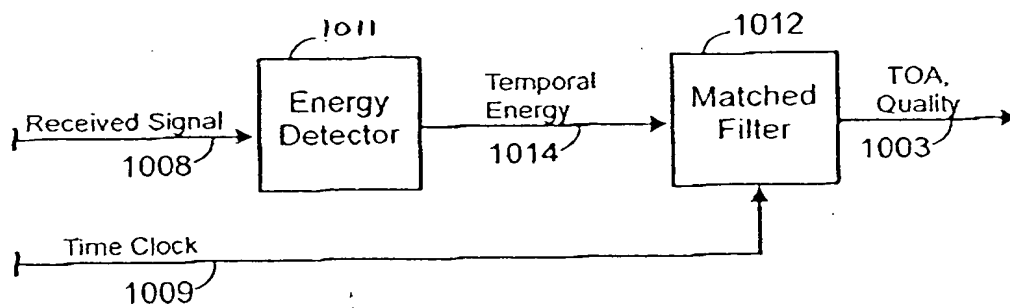 1011
1012
Energy
Detector
Temporal
Energy
Matched
Filter
TOA,
Quality
Received Signal
1008
1014
1003
Time Clock
1009